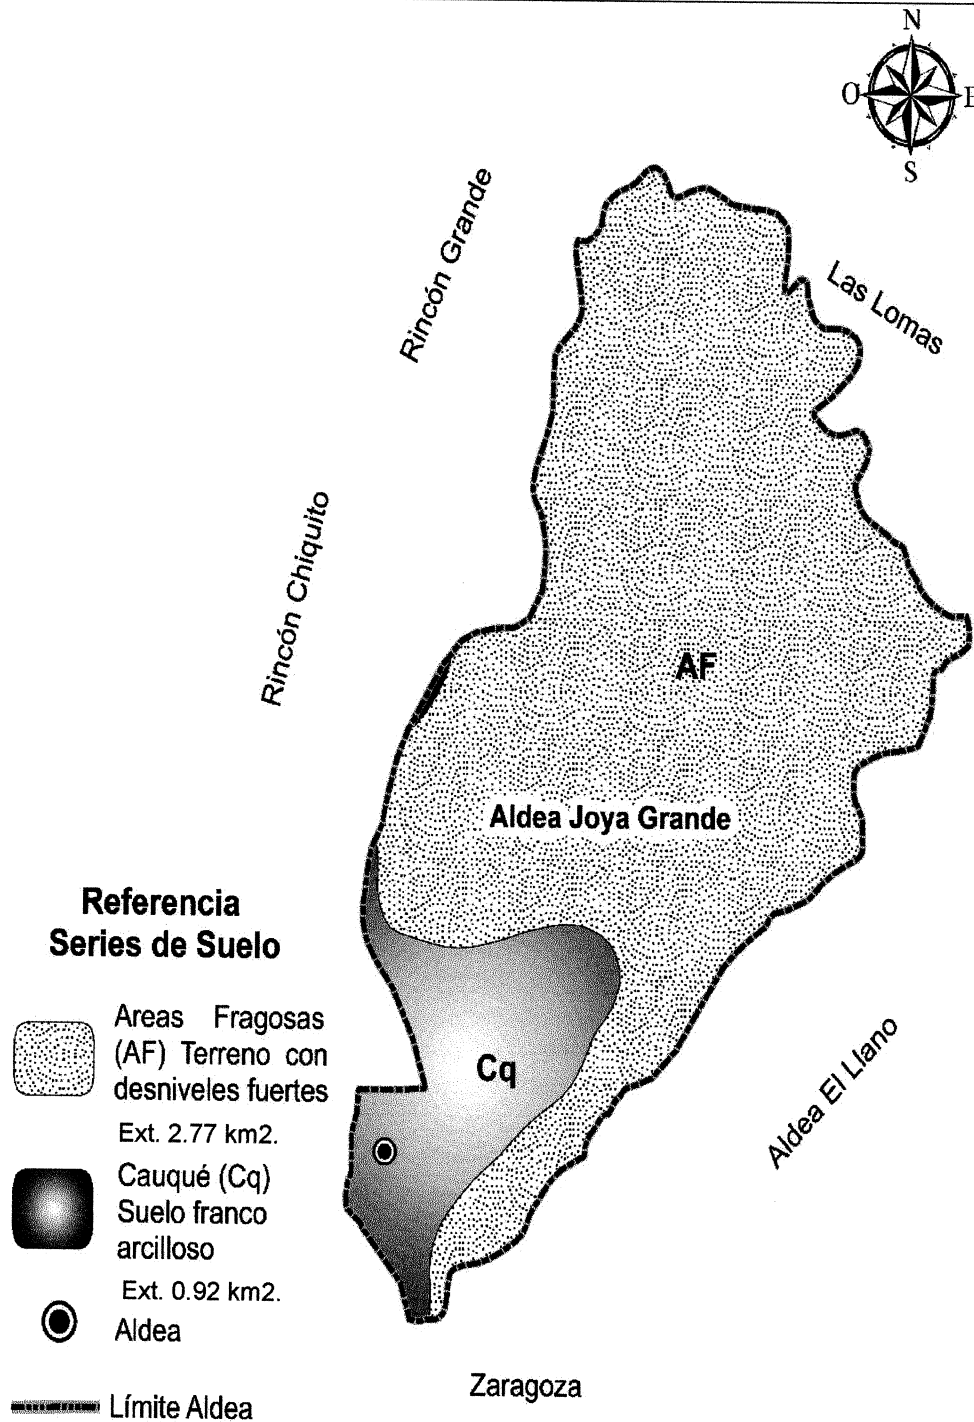 N
O
E
S
Rincón Grande
Las Lomas
Rincón Chiquito
AF
Aldea Joya Grande
Referencia
Series de Suelo
Areas Fragosas
(AF) Terreno con
desniveles fuertes
Ext. 2.77 km2.
Cauqué (Cq)
Suelo franco
arcilloso
Ext. 0.92 km2.
Aldea
Límite Aldea
Cq
Aldea El Llano
Zaragoza